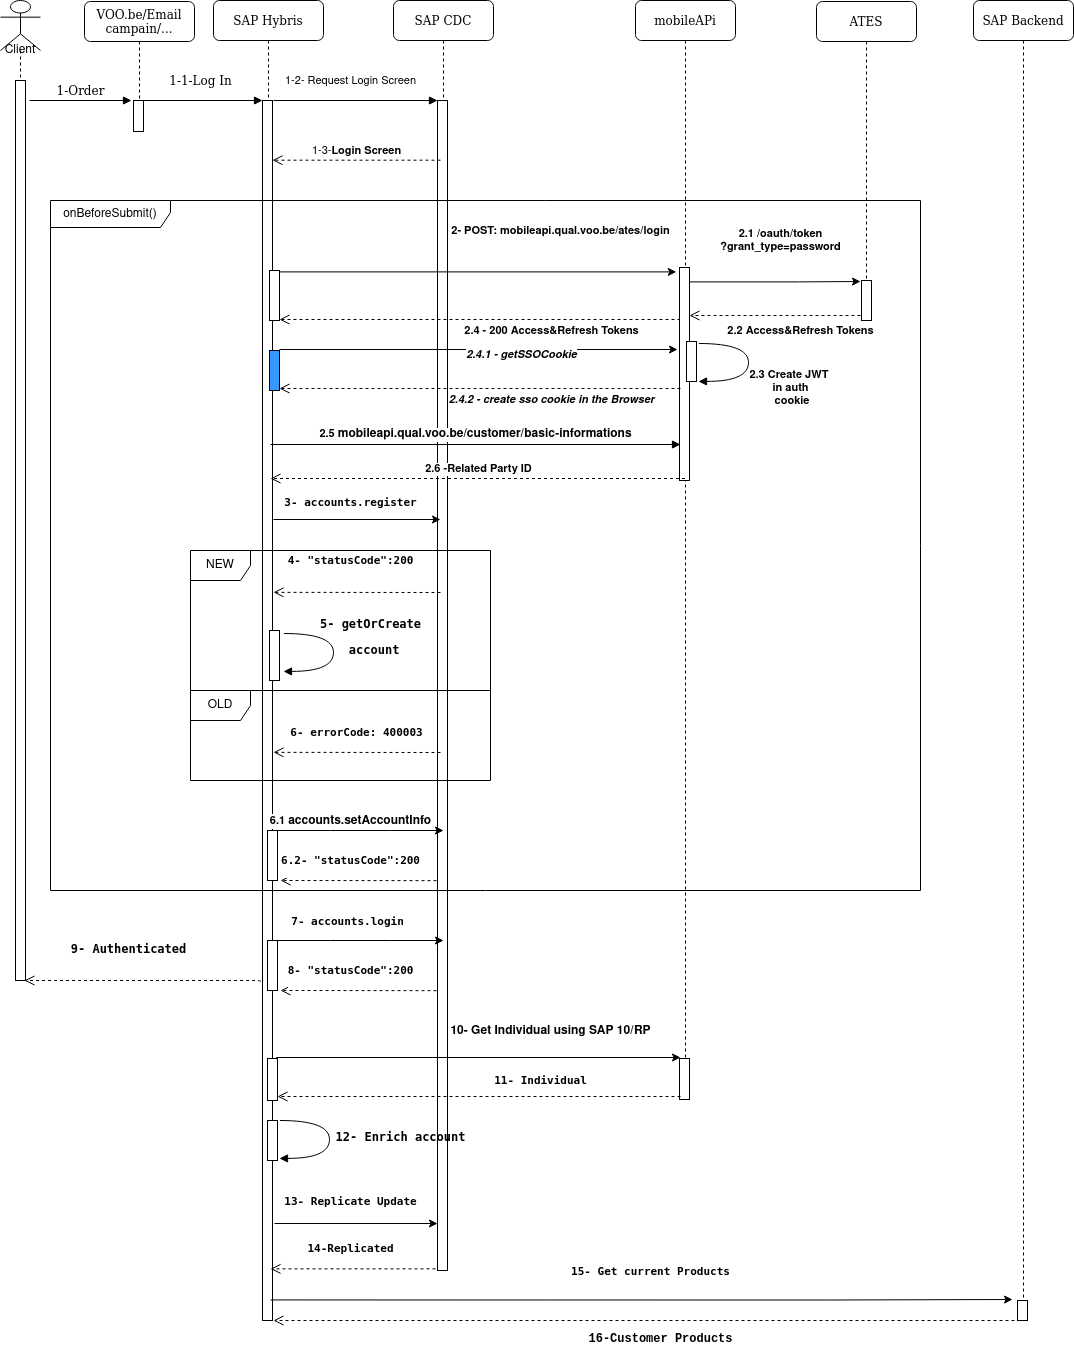 VOO.be/Email
campain/...
SAP Hybris
SAP CDC
mobileAPi
ATES
SAP Backend
Client
1-Order
1-1-Log In
1-2- Request Login Screen
1-3-Login Screen
onBeforeSubmit()
2- POST: mobileapi.qual.voo.be/ates/login
2.1 /oauth/token
?grant_type=password
2.4 - 200 Access&Refresh Tokens
2.2 Access&Refresh Tokens
2.4.1 - getSSOCookie
2.3 Create JWT
in auth
cookie
2.4.2 - create sso cookie in the Browser
2.5 mobileapi.qual.voo.be/customer/basic-informations
2.6 -Related Party ID
3- accounts.register
NEW
4- "statusCode":200
5- getOrCreate
account
OLD
6- errorCode: 400003
6.1 accounts.setAccountInfo
6.2- "statusCode":200
7- accounts.login
9- Authenticated
8- "statusCode":200
10- Get Individual using SAP 10/RP
11- Individual
12- Enrich account
13- Replicate Update
14-Replicated
15- Get current Products
16-Customer Products